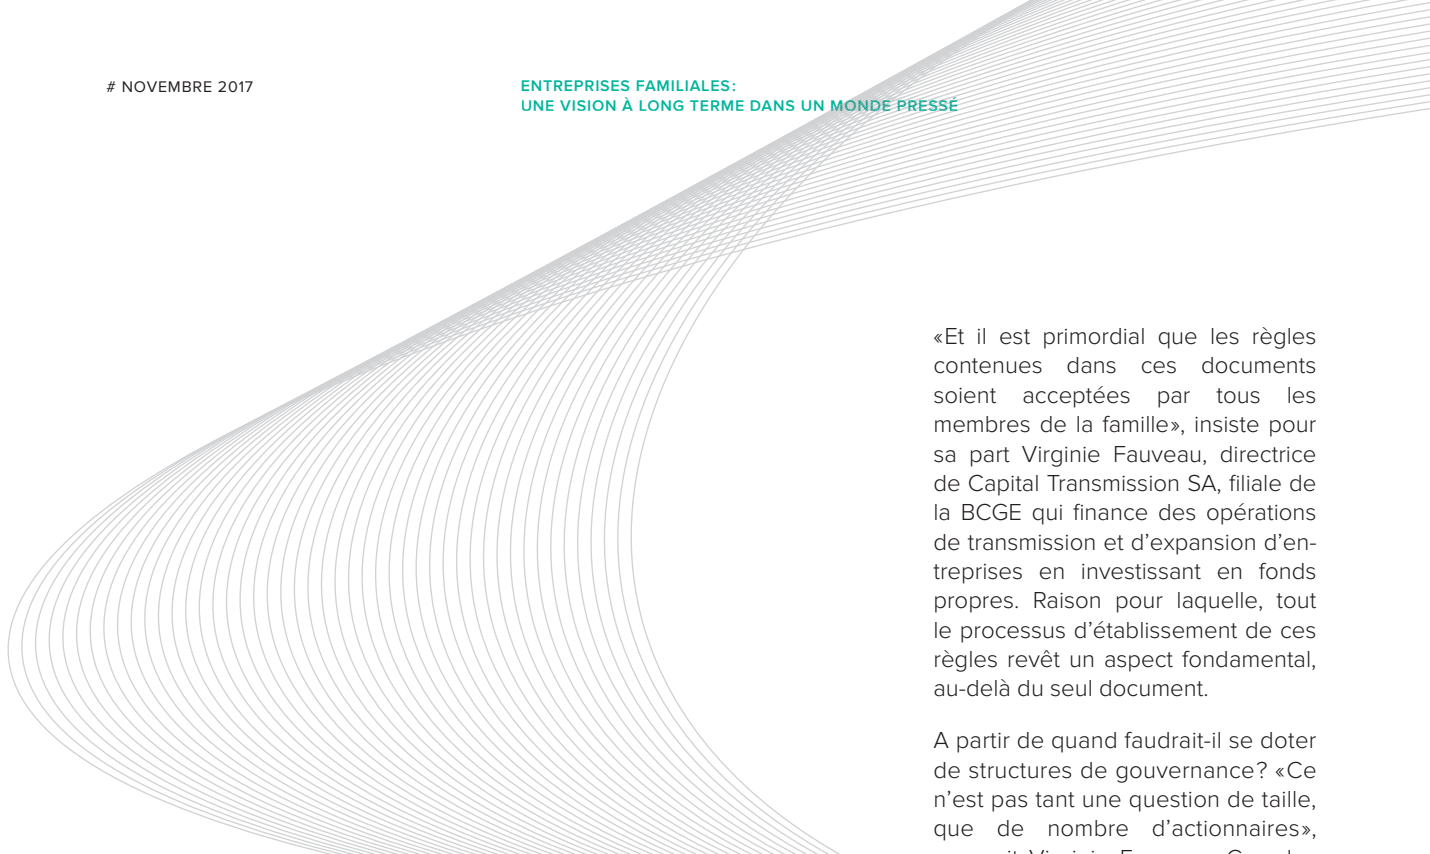 # NOVEMBRE 2017
ENTREPRISES FAMILIALES:
UNE VISION À LONG TERME DANS UN MONDE PRESSÉ
«Et il est primordial que les règles
contenues dans ces documents
soient acceptées par tous les
membres de la famille», insiste pour
sa part Virginie Fauveau, directrice
de Capital Transmission SA, filiale de
la BCGE qui finance des opérations
de transmission et d’expansion d’en-
treprises en investissant en fonds
propres. Raison pour laquelle, tout
le processus d’établissement de ces
règles revêt un aspect fondamental,
au-delà du seul document.
A partir de quand faudrait-il se doter
de structures de gouvernance? «Ce
n’est pas tant une question de taille,
que de nombre d’actionnaires»,